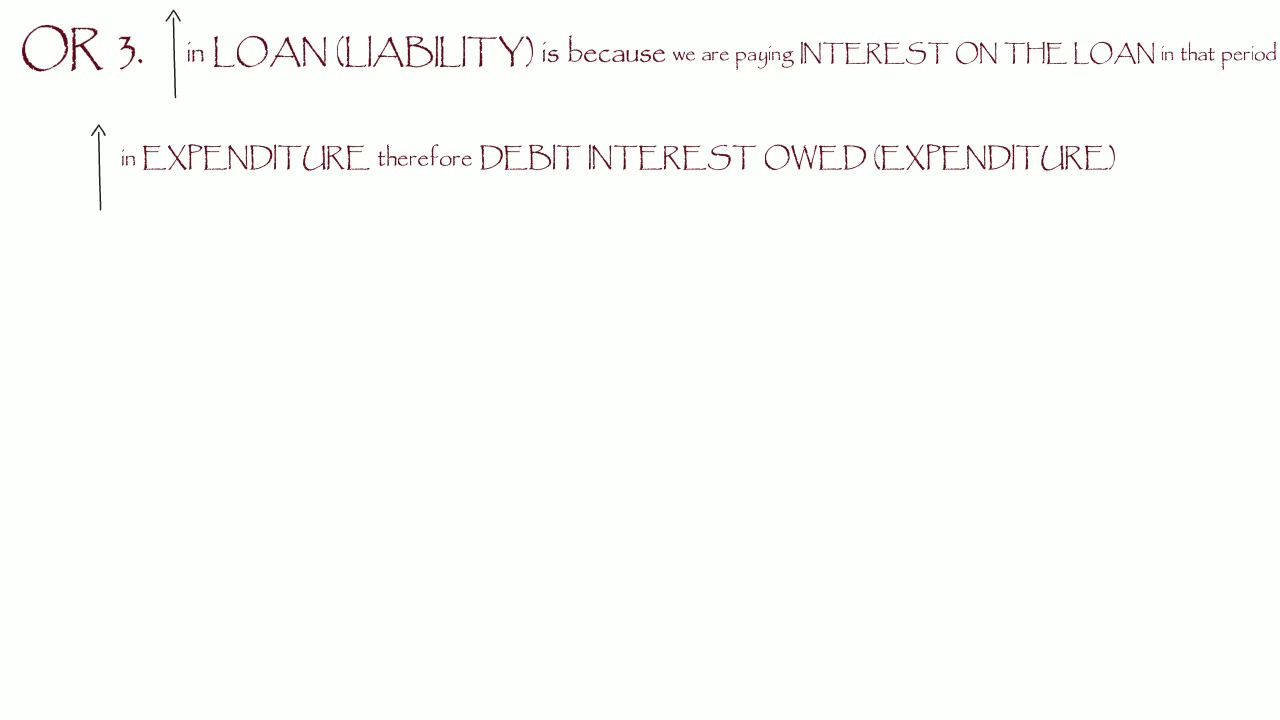 OR 3. ↑ in LOAN (LIABILITY) is because we are paying INTEREST ON THE LOAN in that period
↑ in EXPENDITURE therefore DEBIT INTEREST OWED (EXPENDITURE)